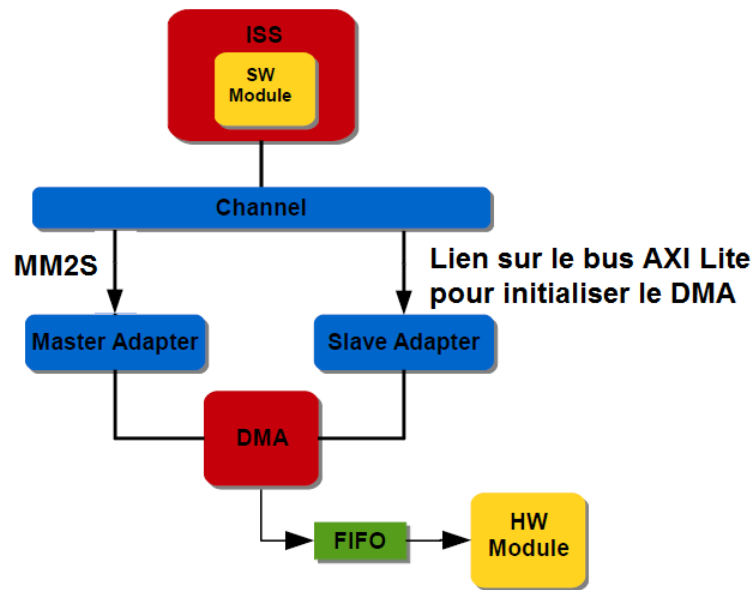 ISS
SW
Module
Channel
MM2S
Lien sur le bus AXI Lite
pour initialiser le DMA
Master Adapter
Slave Adapter
DMA
FIFO
HW
Module